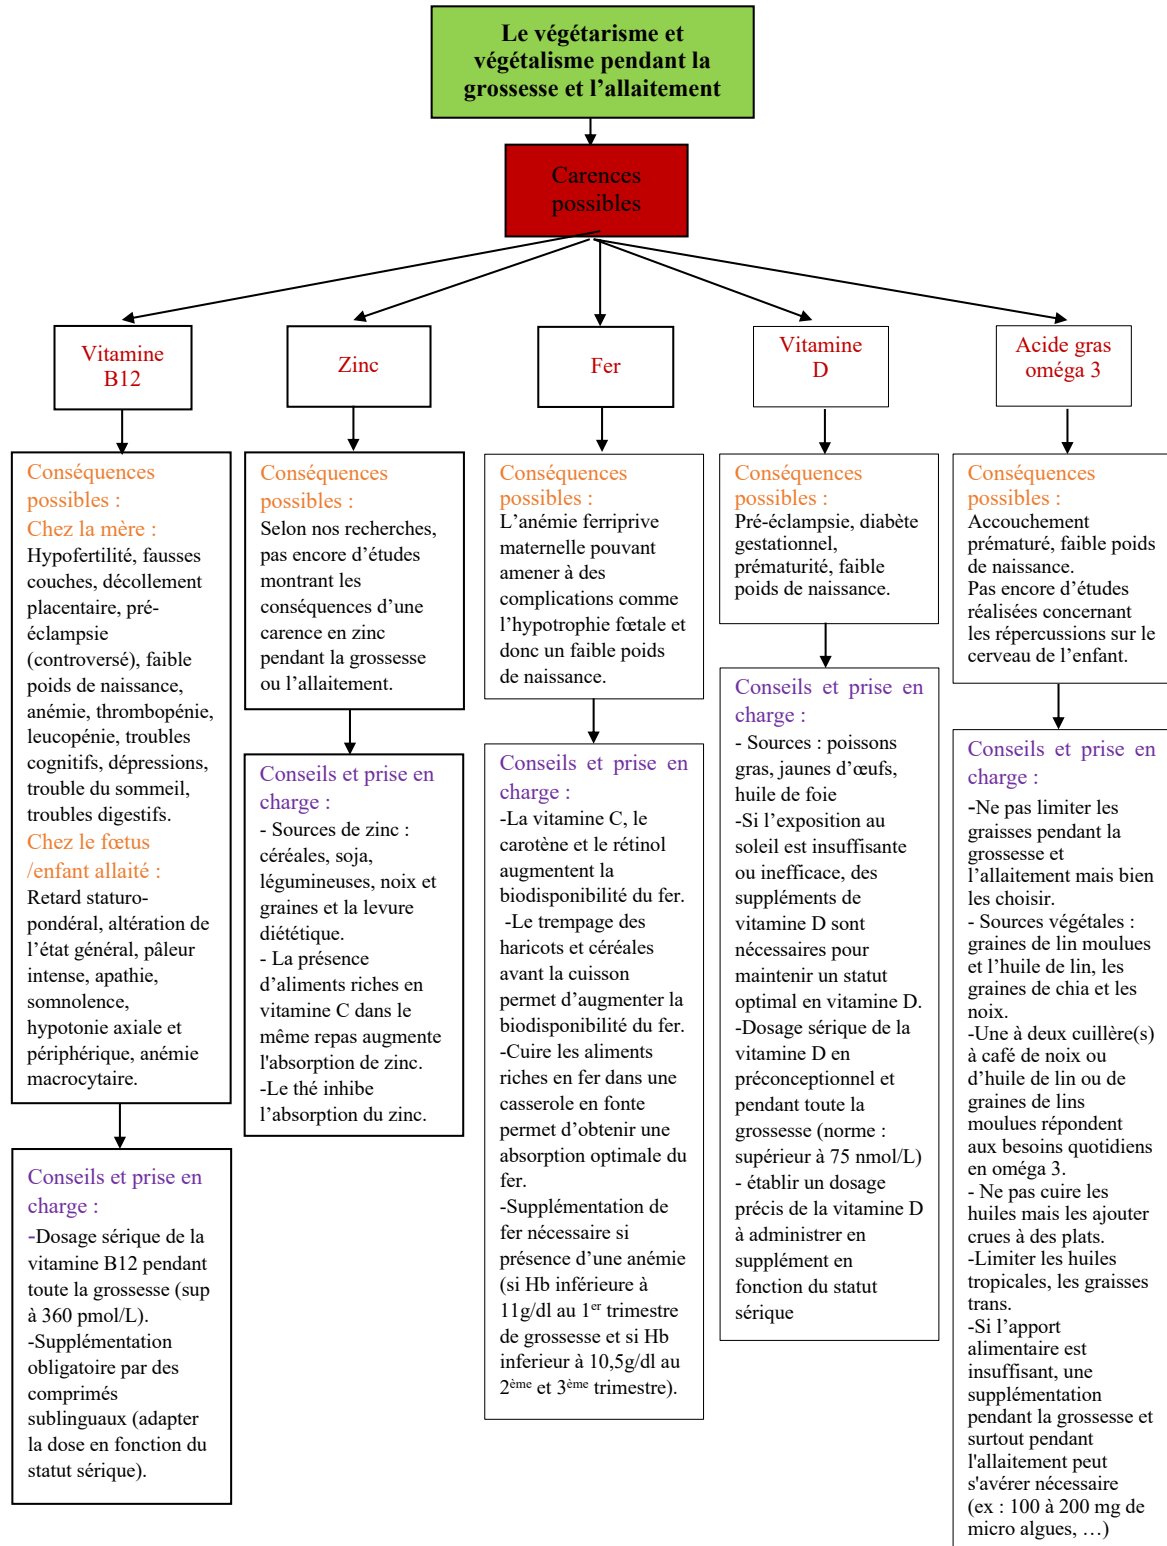 Le végétarisme et
végétalisme pendant la
grossesse et l’allaitement
Carences
possibles
Vitamine
B12
Zinc
Fer
Vitamine
D
Acide gras
oméga 3
Conséquences
possibles :
Chez la mère :
Hypofertilité, fausses
couches, décollement
placentaire, pré-
éclampsie
(controversé), faible
poids de naissance,
anémie, thrombopénie,
leucopénie, troubles
cognitifs, dépressions,
trouble du sommeil,
troubles digestifs.
Chez le fœtus
/enfant allaité :
Retard staturo-
pondéral, altération de
l’état général, pâleur
intense, apathie,
somnolence,
hypotonie axiale et
périphérique, anémie
macrocytaire.
Conseils et prise en
charge :
-Dosage sérique de la
vitamine B12 pendant
toute la grossesse (sup
à 360 pmol/L).
-Supplémentation
obligatoire par des
comprimés
sublinguaux (adapter
la dose en fonction du
statut sérique).
Conséquences
possibles :
Selon nos recherches,
pas encore d’études
montrant les
conséquences d’une
carence en zinc
pendant la grossesse
ou l’allaitement.
Conseils et prise en
charge :
- Sources de zinc :
céréales, soja,
légumineuses, noix et
graines et la levure
diététique.
- La présence
d’aliments riches en
vitamine C dans le
même repas augmente
l'absorption de zinc.
-Le thé inhibe
l’absorption du zinc.
Conséquences
possibles :
L’anémie ferriprive
maternelle pouvant
amener à des
complications comme
l’hypotrophie fœtale et
donc un faible poids
de naissance.
Conseils et prise en
charge :
-La vitamine C, le
carotène et le rétinol
augmentent la
biodisponibilité du fer.
-Le trempage des
haricots et céréales
avant la cuisson
permet d’augmenter la
biodisponibilité du fer.
-Cuire les aliments
riches en fer dans une
casserole en fonte
permet d’obtenir une
absorption optimale du
fer.
-Supplémentation de
fer nécessaire si
présence d’une anémie
(si Hb inférieure à
11g/dl au 1er trimestre
de grossesse et si Hb
inferieur à 10,5g/dl au
2ème et 3ème trimestre).
Conséquences
possibles :
Pré-éclampsie, diabète
gestationnel,
prématurité, faible
poids de naissance.
Conseils et prise en
charge :
- Sources : poissons
gras, jaunes d’œufs,
huile de foie
-Si l’exposition au
soleil est insuffisante
ou inefficace, des
suppléments de
vitamine D sont
nécessaires pour
maintenir un statut
optimal en vitamine D.
-Dosage sérique de la
vitamine D en
préconceptionnel et
pendant toute la
grossesse (norme :
supérieur à 75 nmol/L)
- établir un dosage
précis de la vitamine D
à administrer en
supplément en
fonction du statut
sérique
Conséquences
possibles :
Accouchement
prématuré, faible poids
de naissance.
Pas encore d’études
réalisées concernant
les répercussions sur le
cerveau de l’enfant.
Conseils et prise en
charge :
-Ne pas limiter les
graisses pendant la
grossesse et
l’allaitement mais bien
les choisir.
- Sources végétales :
graines de lin moulues
et l’huile de lin, les
graines de chia et les
noix.
-Une à deux cuillère(s)
à café de noix ou
d’huile de lin ou de
graines de lins
moulues répondent
aux besoins quotidiens
en oméga 3.
- Ne pas cuire les
huiles mais les ajouter
crues à des plats.
-Limiter les huiles
tropicales, les graisses
trans.
-Si l’apport
alimentaire est
insuffisant, une
supplémentation
pendant la grossesse et
surtout pendant
l'allaitement peut
s'avérer nécessaire
(ex : 100 à 200 mg de
micro algues, …)